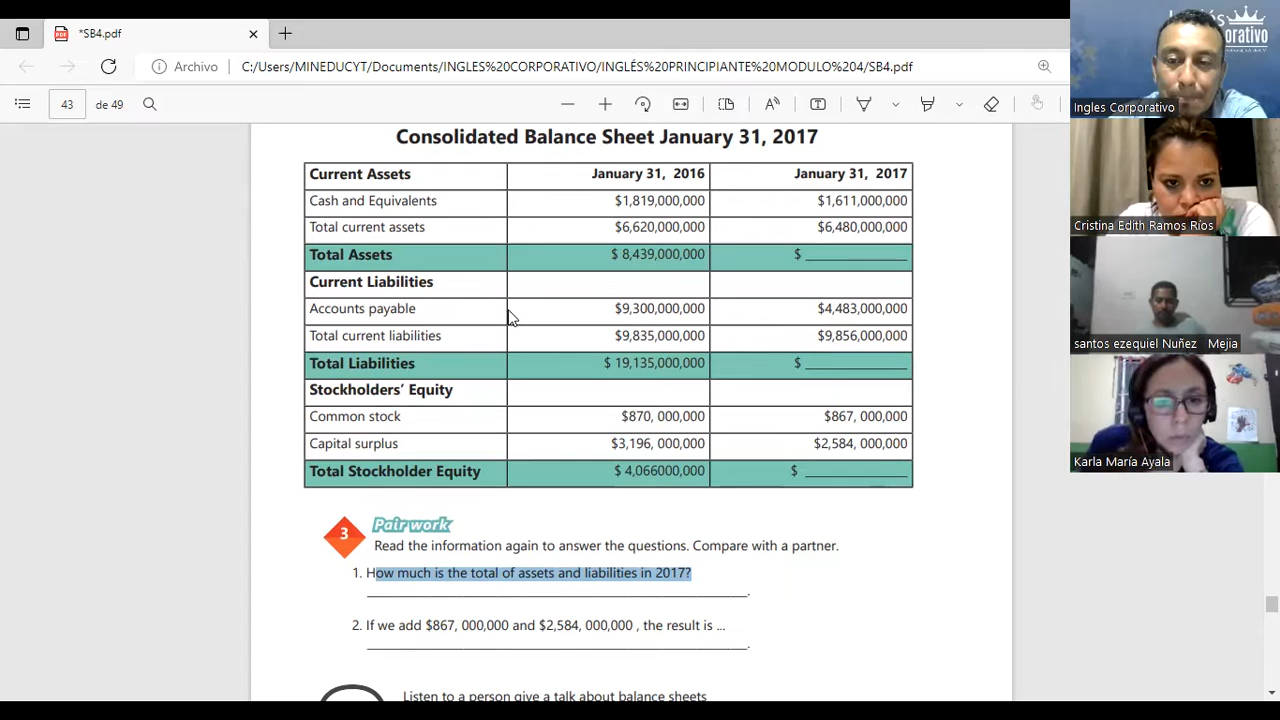 *SB4.pdf
Archivo C:/Users/MINEDUCYT/Documents/INGLES%20CORPORATIVO/INGLÉS%20PRINCIPIANTE%20MODULO%204/SB4.pdf
43 de 49
Consolidated Balance Sheet January 31, 2017
Current Assets January 31, 2016 January 31, 2017
Cash and Equivalents $1,819,000,000 $1,611,000,000
Total current assets $6,620,000,000 $6,480,000,000
Total Assets $ 8,439,000,000 $ ______________
Current Liabilities
Accounts payable $9,300,000,000 $4,483,000,000
Total current liabilities $9,835,000,000 $9,856,000,000
Total Liabilities $ 19,135,000,000 $ ______________
Stockholders' Equity
Common stock $870, 000,000 $867, 000,000
Capital surplus $3,196, 000,000 $2,584, 000,000
Total Stockholder Equity $ 4,066000,000 $ ______________
3 Pair work
Read the information again to answer the questions. Compare with a partner.
1. How much is the total of assets and liabilities in 2017?
______________________________________________________.
2. If we add $867, 000,000 and $2,584, 000,000 , the result is ...
______________________________________________________.
Listen to a person give a talk about balance sheets
orativo
Ingles Corporativo
Cristina Edith Ramos Ríos
santos ezequiel Nuñez Mejia
Karla María Ayala